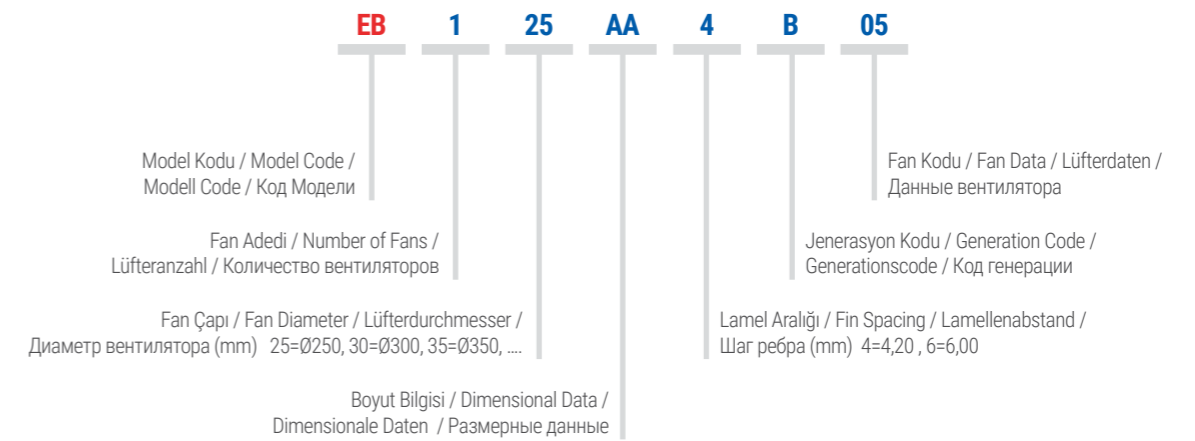 EB 1 25 AA 4 B 05
Model Kodu / Model Code /
Modell Code / Код Модели
Fan Kodu / Fan Data / Lüfterdaten /
Данные вентилятора
Fan Adedi / Number of Fans /
Lüfteranzahl / Количество вентиляторов
Jenerasyon Kodu / Generation Code /
Generationscode / Код генерации
Fan Çapı / Fan Diameter / Lüfterdurchmesser /
Диаметр вентилятора (mm) 25=Ø250, 30=Ø300, 35=Ø350, ....
Lamel Aralığı / Fin Spacing / Lamellenabstand /
Шаг ребра (mm) 4=4,20 , 6=6,00
Boyut Bilgisi / Dimensional Data /
Dimensionale Daten / Размерные данные